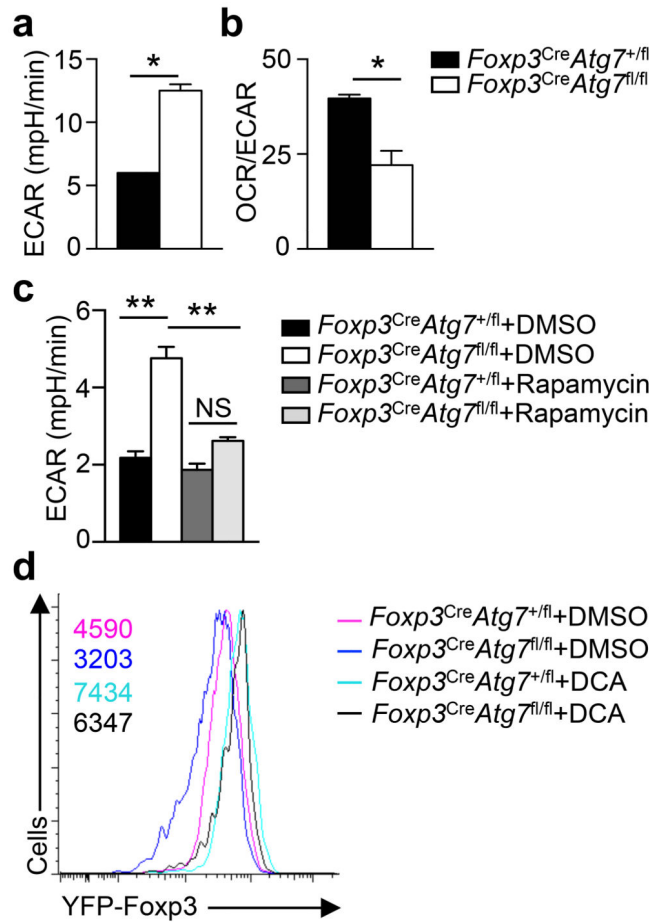 a
ECAR (mpH/min)
15
10
5
0
*
b
OCR/ECAR
50
25
0
*
Foxp3CreAtg7+/fl
Foxp3CreAtg7fl/fl
c
ECAR (mpH/min)
6
4
2
0
** **
NS
Foxp3CreAtg7+/fl+DMSO
Foxp3CreAtg7fl/fl+DMSO
Foxp3CreAtg7+/fl+Rapamycin
Foxp3CreAtg7fl/fl+Rapamycin
d
Cells
4590
3203
7434
6347
YFP-Foxp3
Foxp3CreAtg7+/fl+DMSO
Foxp3CreAtg7fl/fl+DMSO
Foxp3CreAtg7+/fl+DCA
Foxp3CreAtg7fl/fl+DCA